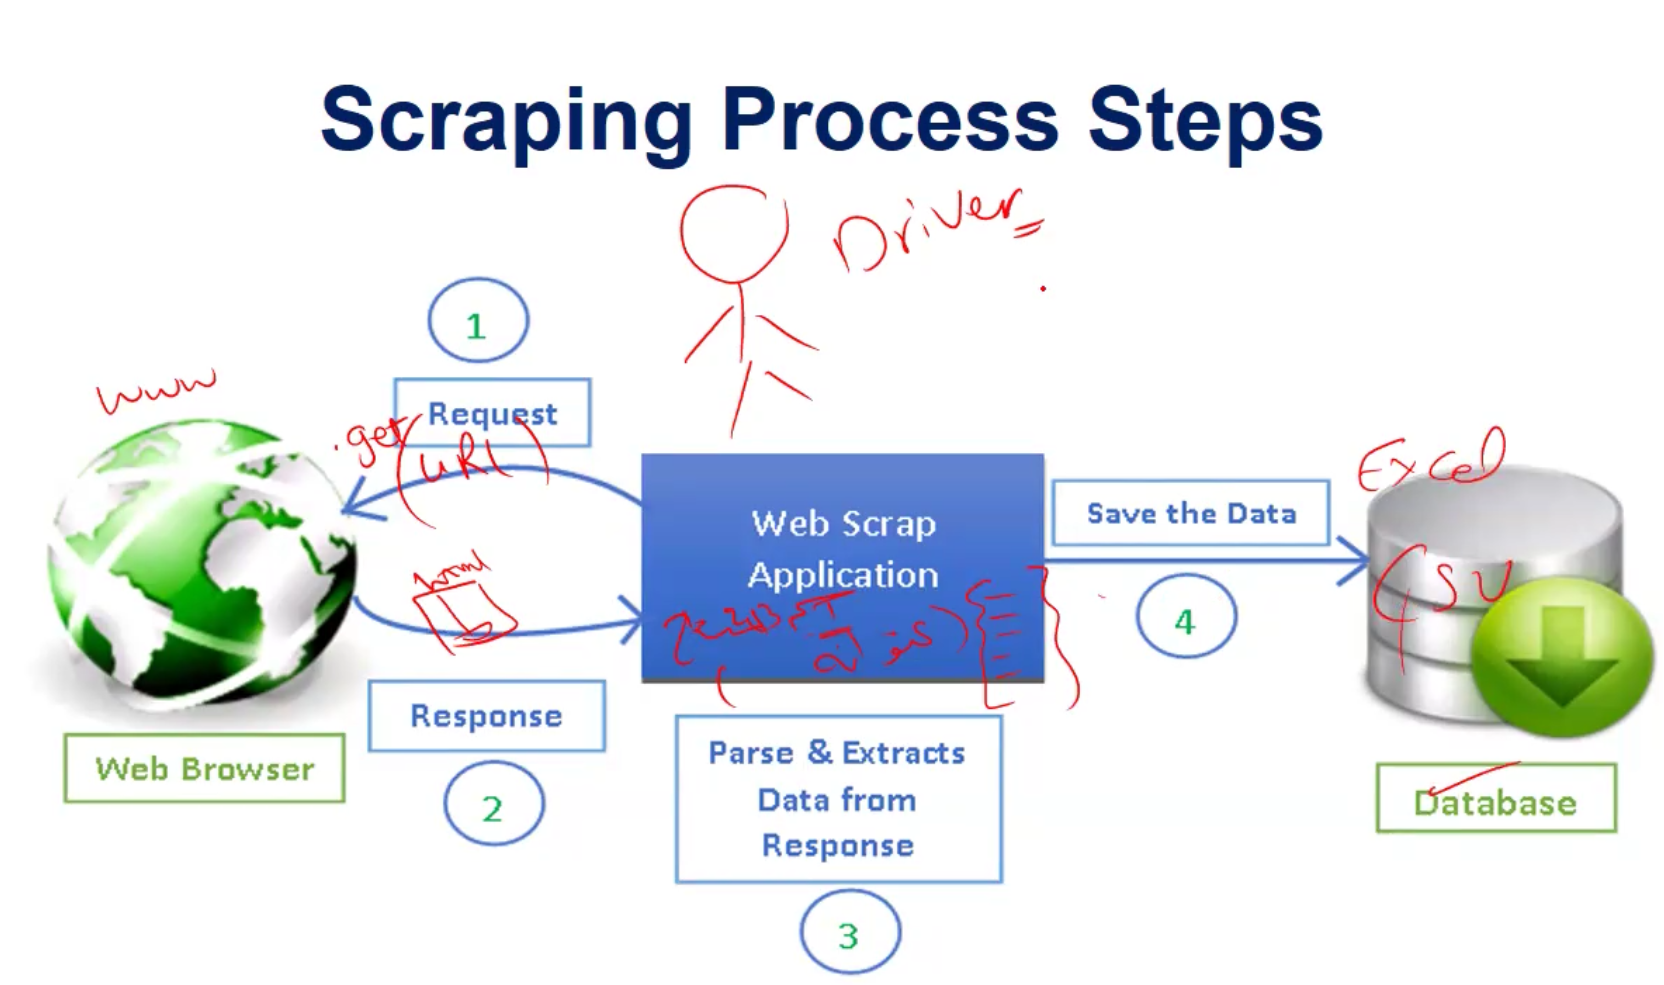 Scraping Process Steps
Driver
1
www
Request
.get(URL)
Excel
Web Scrap
Application
Save the Data
html
CSV
4
Response
Parse & Extracts
Data from
Response
Web Browser
2
Database
3